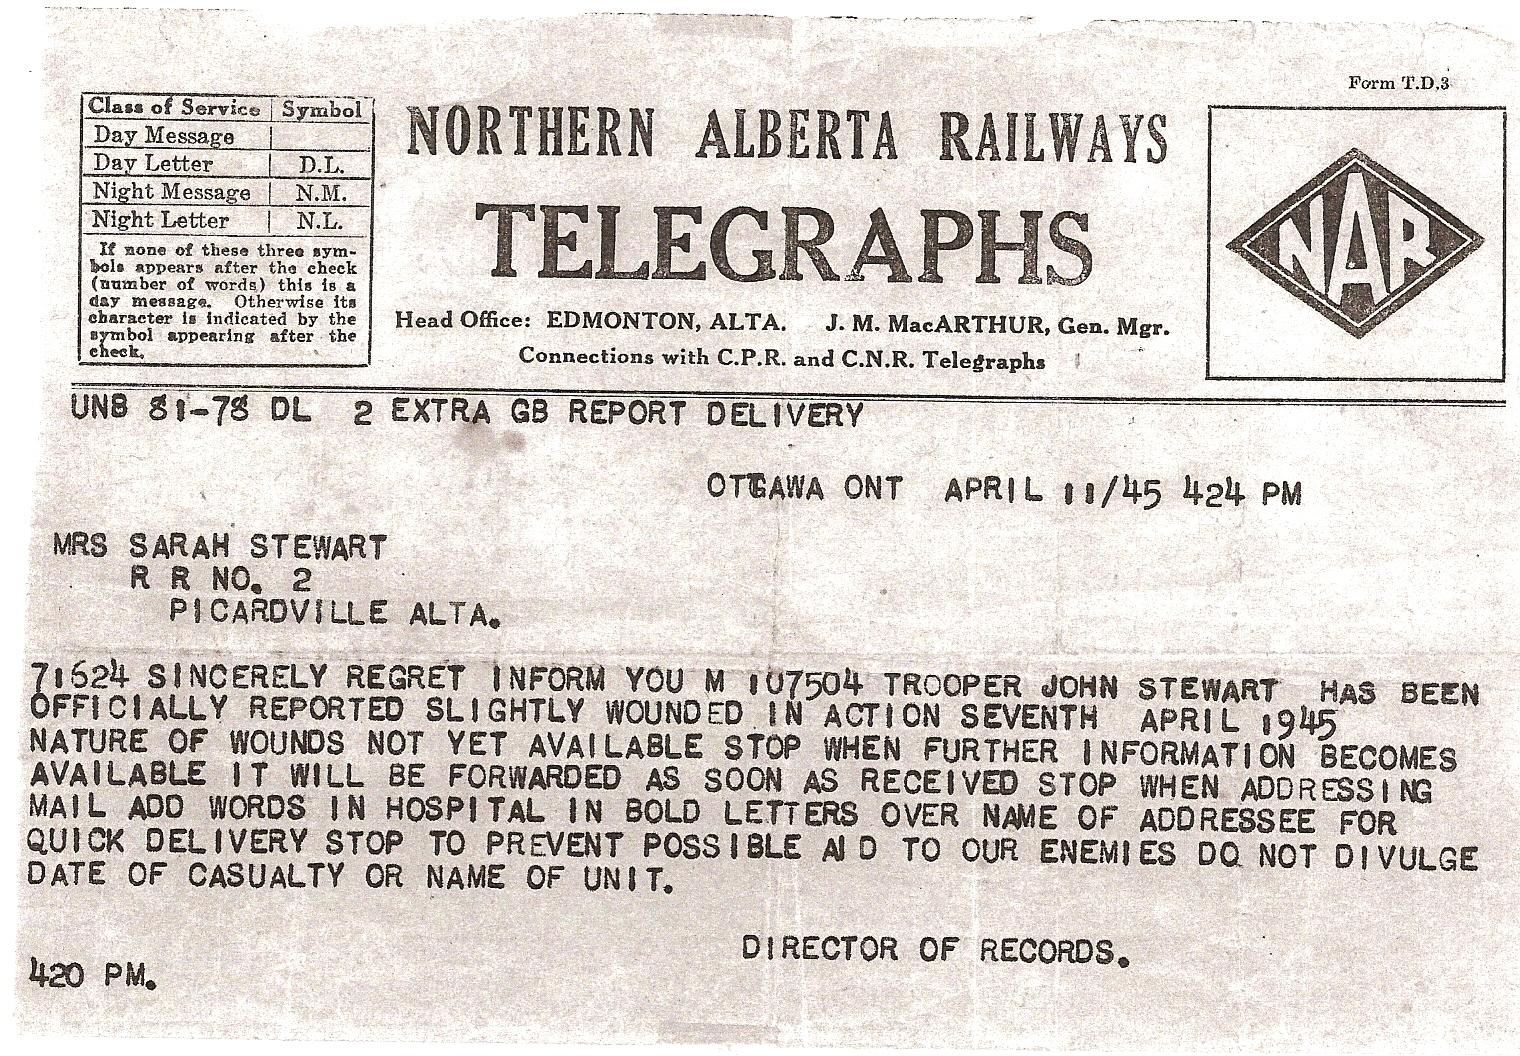 Form T.D.3
Class of Service Symbol
Day Message
Day Letter D.L.
Night Message N.M.
Night Letter N.L.
If none of these three sym-
bols appears after the check
(number of words) this is a
day message. Otherwise its
character is indicated by the
symbol appearing after the
check.
NORTHERN ALBERTA RAILWAYS
TELEGRAPHS
Head Office: EDMONTON, ALTA. J. M. MacARTHUR, Gen. Mgr.
Connections with C.P.R. and C.N.R. Telegraphs
NAR
UNB 81-78 DL 2 EXTRA GB REPORT DELIVERY
OTTAWA ONT APRIL 11/45 424 PM
MRS SARAH STEWART
R R NO. 2
PICARDVILLE ALTA.
71624 SINCERELY REGRET INFORM YOU M 107504 TROOPER JOHN STEWART HAS BEEN
OFFICIALLY REPORTED SLIGHTLY WOUNDED IN ACTION SEVENTH APRIL 1945
NATURE OF WOUNDS NOT YET AVAILABLE STOP WHEN FURTHER INFORMATION BECOMES
AVAILABLE IT WILL BE FORWARDED AS SOON AS RECEIVED STOP WHEN ADDRESSING
MAIL ADD WORDS IN HOSPITAL IN BOLD LETTERS OVER NAME OF ADDRESSEE FOR
QUICK DELIVERY STOP TO PREVENT POSSIBLE AID TO OUR ENEMIES DO NOT DIVULGE
DATE OF CASUALTY OR NAME OF UNIT.
DIRECTOR OF RECORDS.
420 PM.